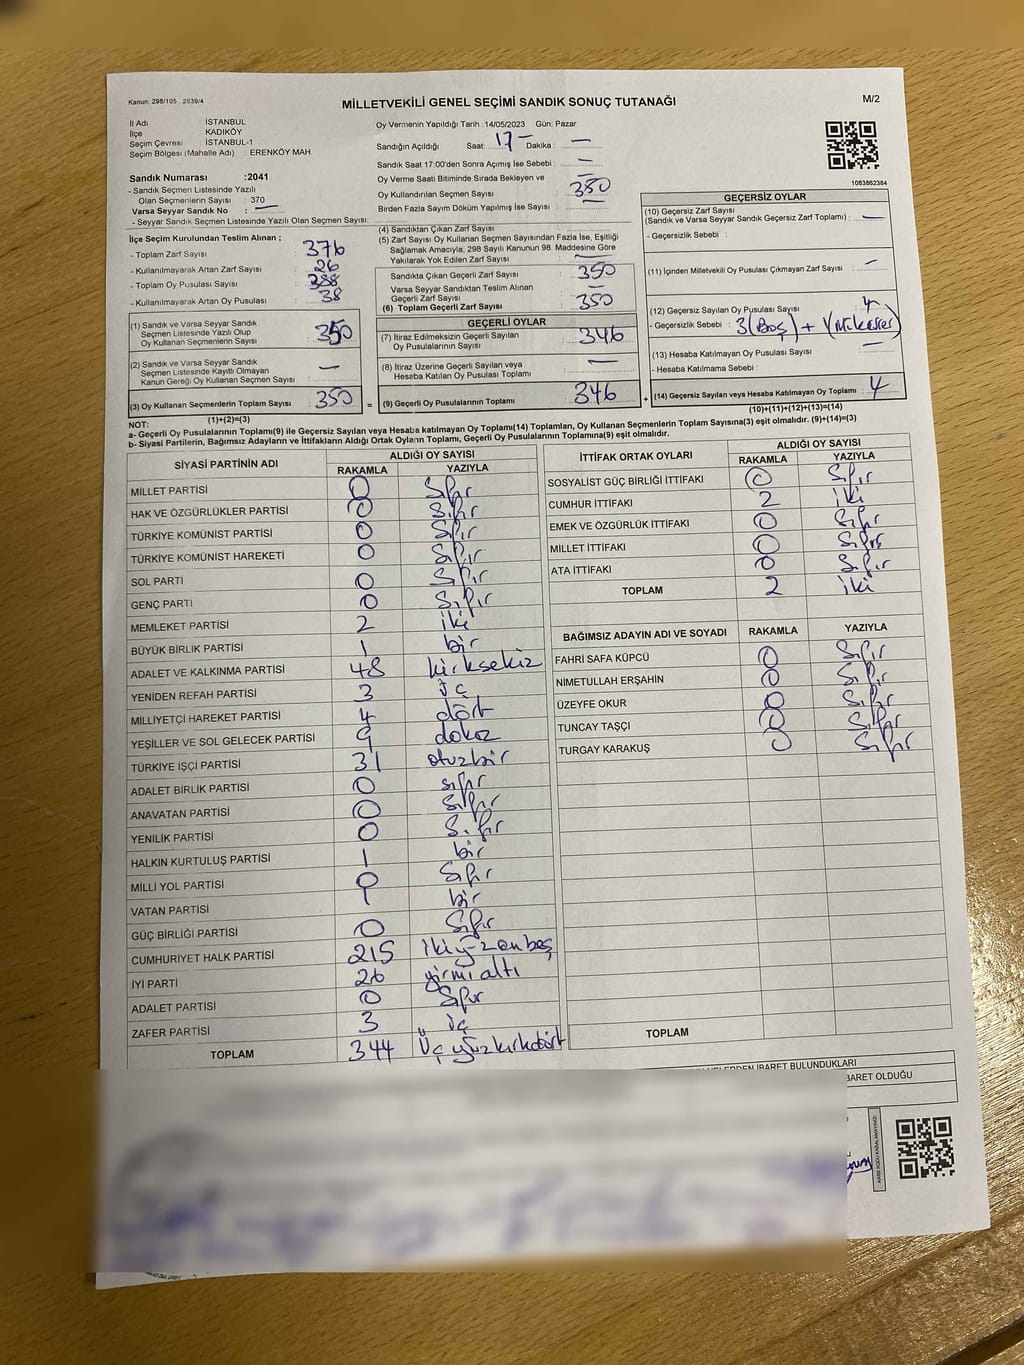 Kanun: 298/105 , 2839/4
MİLLETVEKİLİ GENEL SEÇİMİ SANDIK SONUÇ TUTANAĞI
M/2
İl Adı İSTANBUL
İlçe KADIKÖY
Seçim Çevresi : İSTANBUL-1
Seçim Bölgesi (Mahalle Adı) : ERENKÖY MAH.
Sandık Numarası :2041
- Sandık Seçmen Listesinde Yazılı
Olan Seçmenlerin Sayısı : 370
Varsa Seyyar Sandık No : —
- Seyyar Sandık Seçmen Listesinde Yazılı Olan Seçmen Sayısı:
İlçe Seçim Kurulundan Teslim Alınan ;
- Toplam Zarf Sayısı : 376
- Kullanılmayarak Artan Zarf Sayısı : 26
- Toplam Oy Pusulası Sayısı : 388
- Kullanılmayarak Artan Oy Pusulası : 38
(1) Sandık ve Varsa Seyyar Sandık
Seçmen Listesinde Yazılı Olup
Oy Kullanan Seçmenlerin Sayısı : 350
(2) Sandık ve Varsa Seyyar Sandık
Seçmen Listesinde Kayıtlı Olmayan
Kanun Gereği Oy Kullanan Seçmen Sayısı : —
(3) Oy Kullanan Seçmenlerin Toplam Sayısı : 350
(1)+(2)=(3)
Oy Vermenin Yapıldığı Tarih :14/05/2023 Gün: Pazar
Sandığın Açıldığı Saat: 17 — Dakika : —
Sandık Saat 17:00'den Sonra Açımış İse Sebebi : —
Oy Verme Saati Bitiminde Sırada Bekleyen ve —
Oy Kullandırılan Seçmen Sayısı : 350
Birden Fazla Sayım Döküm Yapılmış İse Sayısı : —
(4) Sandıktan Çıkan Zarf Sayısı :
(5) Zarf Sayısı Oy Kullanan Seçmen Sayısından Fazla İse, Eşitliği
Sağlamak Amacıyla; 298 Sayılı Kanunun 98. Maddesine Göre
Yakılarak Yok Edilen Zarf Sayısı : —
Sandıkta Çıkan Geçerli Zarf Sayısı : 350
Varsa Seyyar Sandıktan Teslim Alınan
Geçerli Zarf Sayısı : —
(6) Toplam Geçerli Zarf Sayısı : 350
GEÇERLİ OYLAR
(7) İtiraz Edilmeksizin Geçerli Sayılan
Oy Pusulalarının Sayısı : 346
(8) İtiraz Üzerine Geçerli Sayılan veya
Hesaba Katılan Oy Pusulası Toplamı : —
= (9) Geçerli Oy Pusulalarının Toplamı : 346
1083862384
GEÇERSİZ OYLAR
(10) Geçersiz Zarf Sayısı
(Sandık ve Varsa Seyyar Sandık Geçersiz Zarf Toplamı) : —
- Geçersizlik Sebebi :
(11) İçinden Milletvekili Oy Pusulası Çıkmayan Zarf Sayısı : —
(12) Geçersiz Sayılan Oy Pusulası Sayısı : 4
- Geçersizlik Sebebi : 3(Boş) + 1(Mükerrer)
(13) Hesaba Katılmayan Oy Pusulası Sayısı : —
- Hesaba Katılmama Sebebi :
+ (14) Geçersiz Sayılan veya Hesaba Katılmayan Oy Toplamı : 4
(10)+(11)+(12)+(13)=(14)
NOT:
a- Geçerli Oy Pusulalarının Toplamı(9) ile Geçersiz Sayılan veya Hesaba katılmayan Oy Toplamı(14) Toplamları, Oy Kullanan Seçmenlerin Toplam Sayısına(3) eşit olmalıdır. (9)+(14)=(3)
b- Siyasi Partilerin, Bağımsız Adayların ve İttifakların Aldığı Ortak Oyların Toplamı, Geçerli Oy Pusulalarının Toplamına(9) eşit olmalıdır.
SİYASİ PARTİNİN ADI ALDIĞI OY SAYISI
RAKAMLA YAZIYLA
MİLLET PARTİSİ 0 Sıfır
HAK VE ÖZGÜRLÜKLER PARTİSİ 0 Sıfır
TÜRKİYE KOMÜNİST PARTİSİ 0 Sıfır
TÜRKİYE KOMÜNİST HAREKETİ 0 Sıfır
SOL PARTİ 0 Sıfır
GENÇ PARTİ 0 Sıfır
MEMLEKET PARTİSİ 2 iki
BÜYÜK BİRLİK PARTİSİ 1 bir
ADALET VE KALKINMA PARTİSİ 48 kırksekiz
YENİDEN REFAH PARTİSİ 3 üç
MİLLİYETÇİ HAREKET PARTİSİ 4 dört
YEŞİLLER VE SOL GELECEK PARTİSİ 9 dokuz
TÜRKİYE İŞÇİ PARTİSİ 31 otuzbir
ADALET BİRLİK PARTİSİ 0 sıfır
ANAVATAN PARTİSİ 0 Sıfır
YENİLİK PARTİSİ 0 Sıfır
HALKIN KURTULUŞ PARTİSİ 1 bir
MİLLİ YOL PARTİSİ 0 Sıfır
VATAN PARTİSİ 1 bir
GÜÇ BİRLİĞİ PARTİSİ 0 Sıfır
CUMHURİYET HALK PARTİSİ 215 ikiyüzonbeş
İYİ PARTİ 26 yirmialtı
ADALET PARTİSİ 0 Sıfır
ZAFER PARTİSİ 3 üç
TOPLAM 344 Üçyüzkırkdört
İTTİFAK ORTAK OYLARI ALDIĞI OY SAYISI
RAKAMLA YAZIYLA
SOSYALİST GÜÇ BİRLİĞİ İTTİFAKI 0 Sıfır
CUMHUR İTTİFAKI 2 iki
EMEK VE ÖZGÜRLÜK İTTİFAKI 0 Sıfır
MİLLET İTTİFAKI 0 Sıfır
ATA İTTİFAKI 0 Sıfır
TOPLAM 2 iki
BAĞIMSIZ ADAYIN ADI VE SOYADI RAKAMLA YAZIYLA
FAHRİ SAFA KÜPCÜ 0 Sıfır
NİMETULLAH ERŞAHİN 0 Sıfır
ÜZEYFE OKUR 0 Sıfır
TUNCAY TAŞÇI 0 Sıfır
TURGAY KARAKUŞ 0 Sıfır
TOPLAM
İBARET BULUNDUKLARI
BARET OLDUĞU